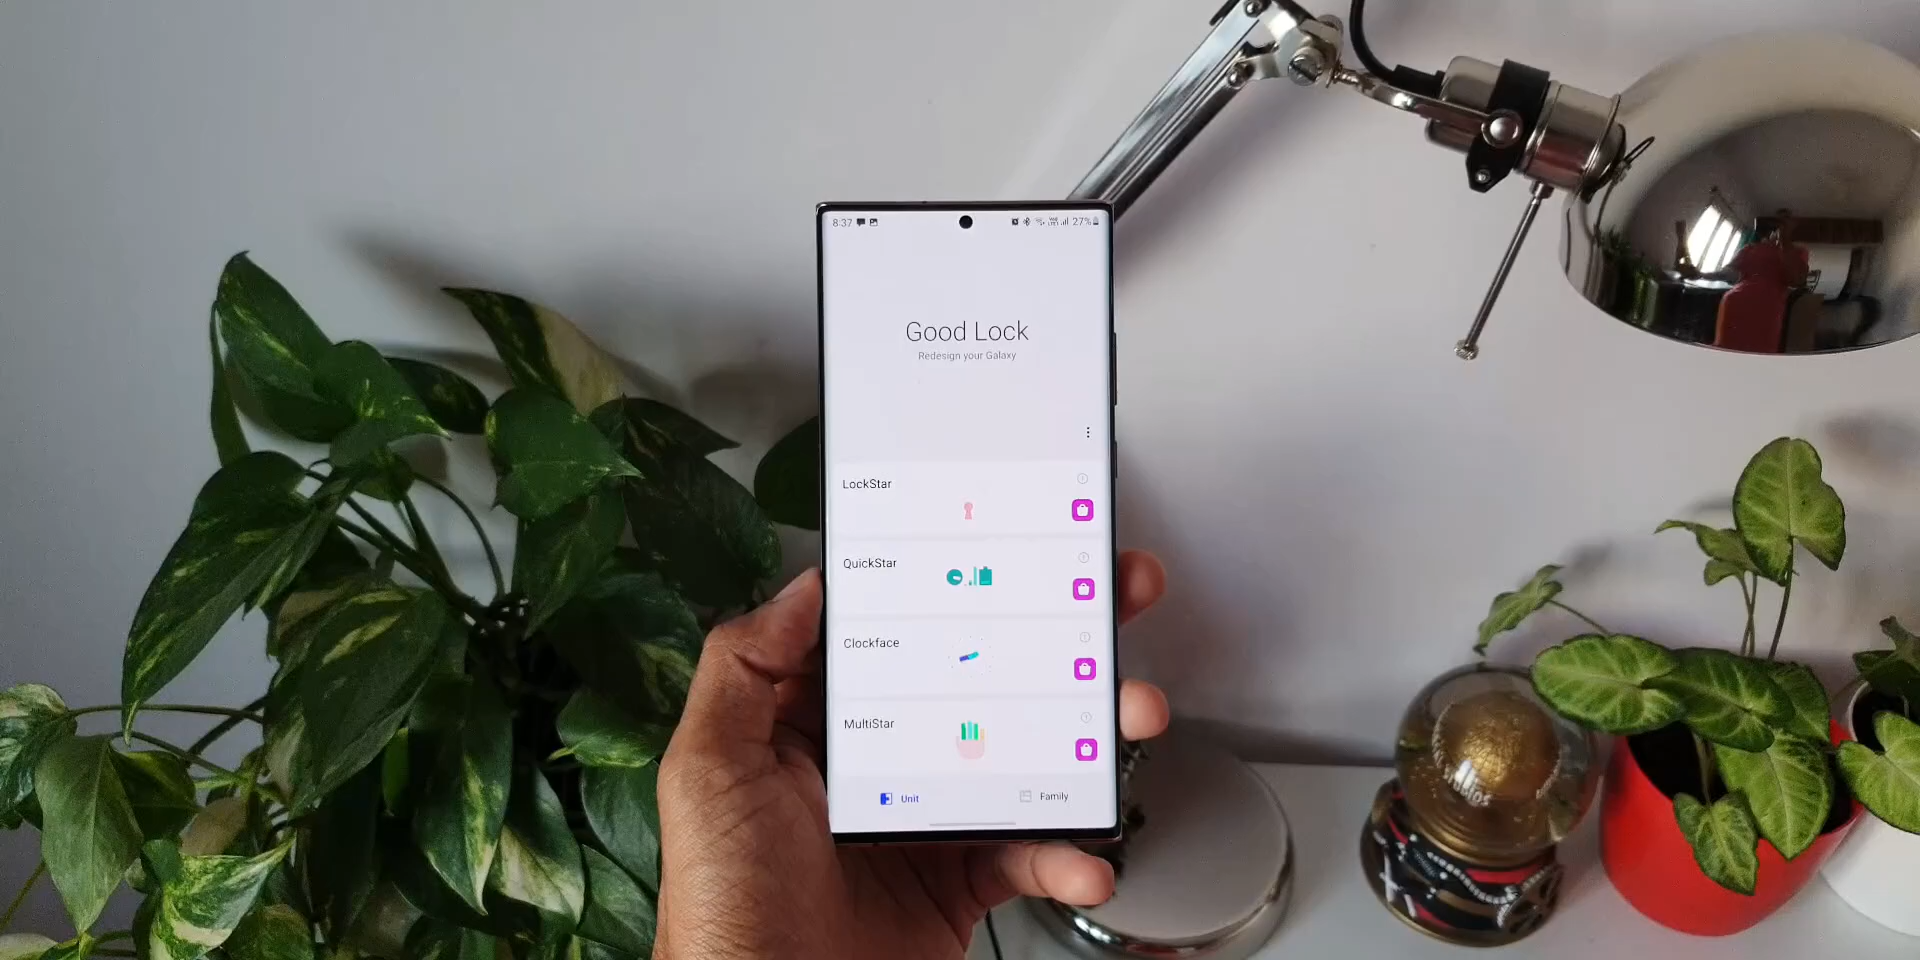 8:37 27%
Good Lock
Redesign your Galaxy
LockStar
QuickStar
Clockface
MultiStar
Unit Family